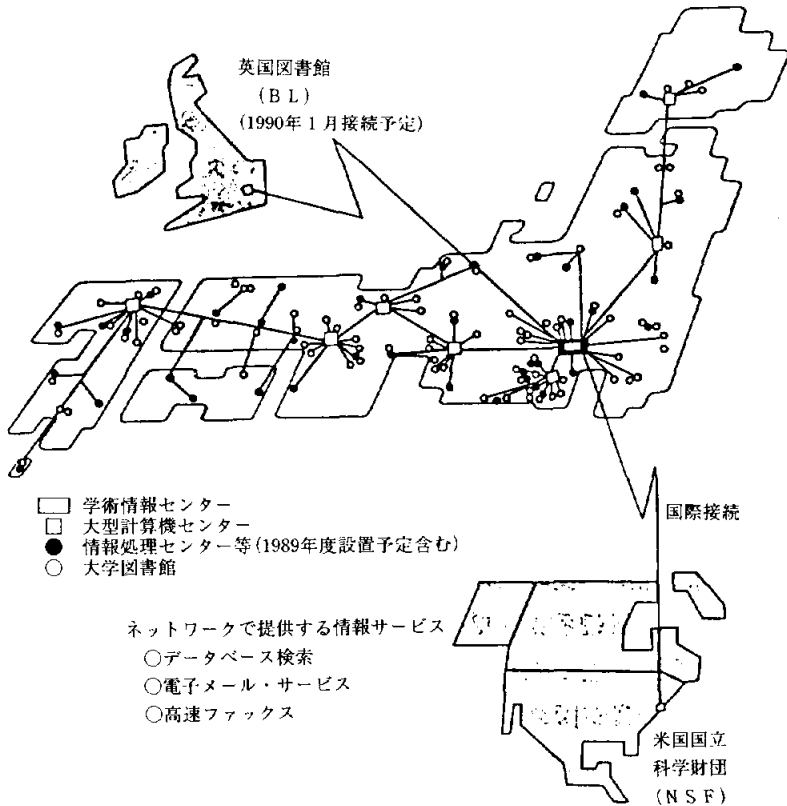 英国図書館
(BL)
(1990年1月接続予定)
学術情報センター
大型計算機センター
情報処理センター等(1989年度設置予定含む)
大学図書館
国際接続
ネットワークで提供する情報サービス
○データベース検索
○電子メール・サービス
○高速ファックス
米国国立
科学財団
(NSF)